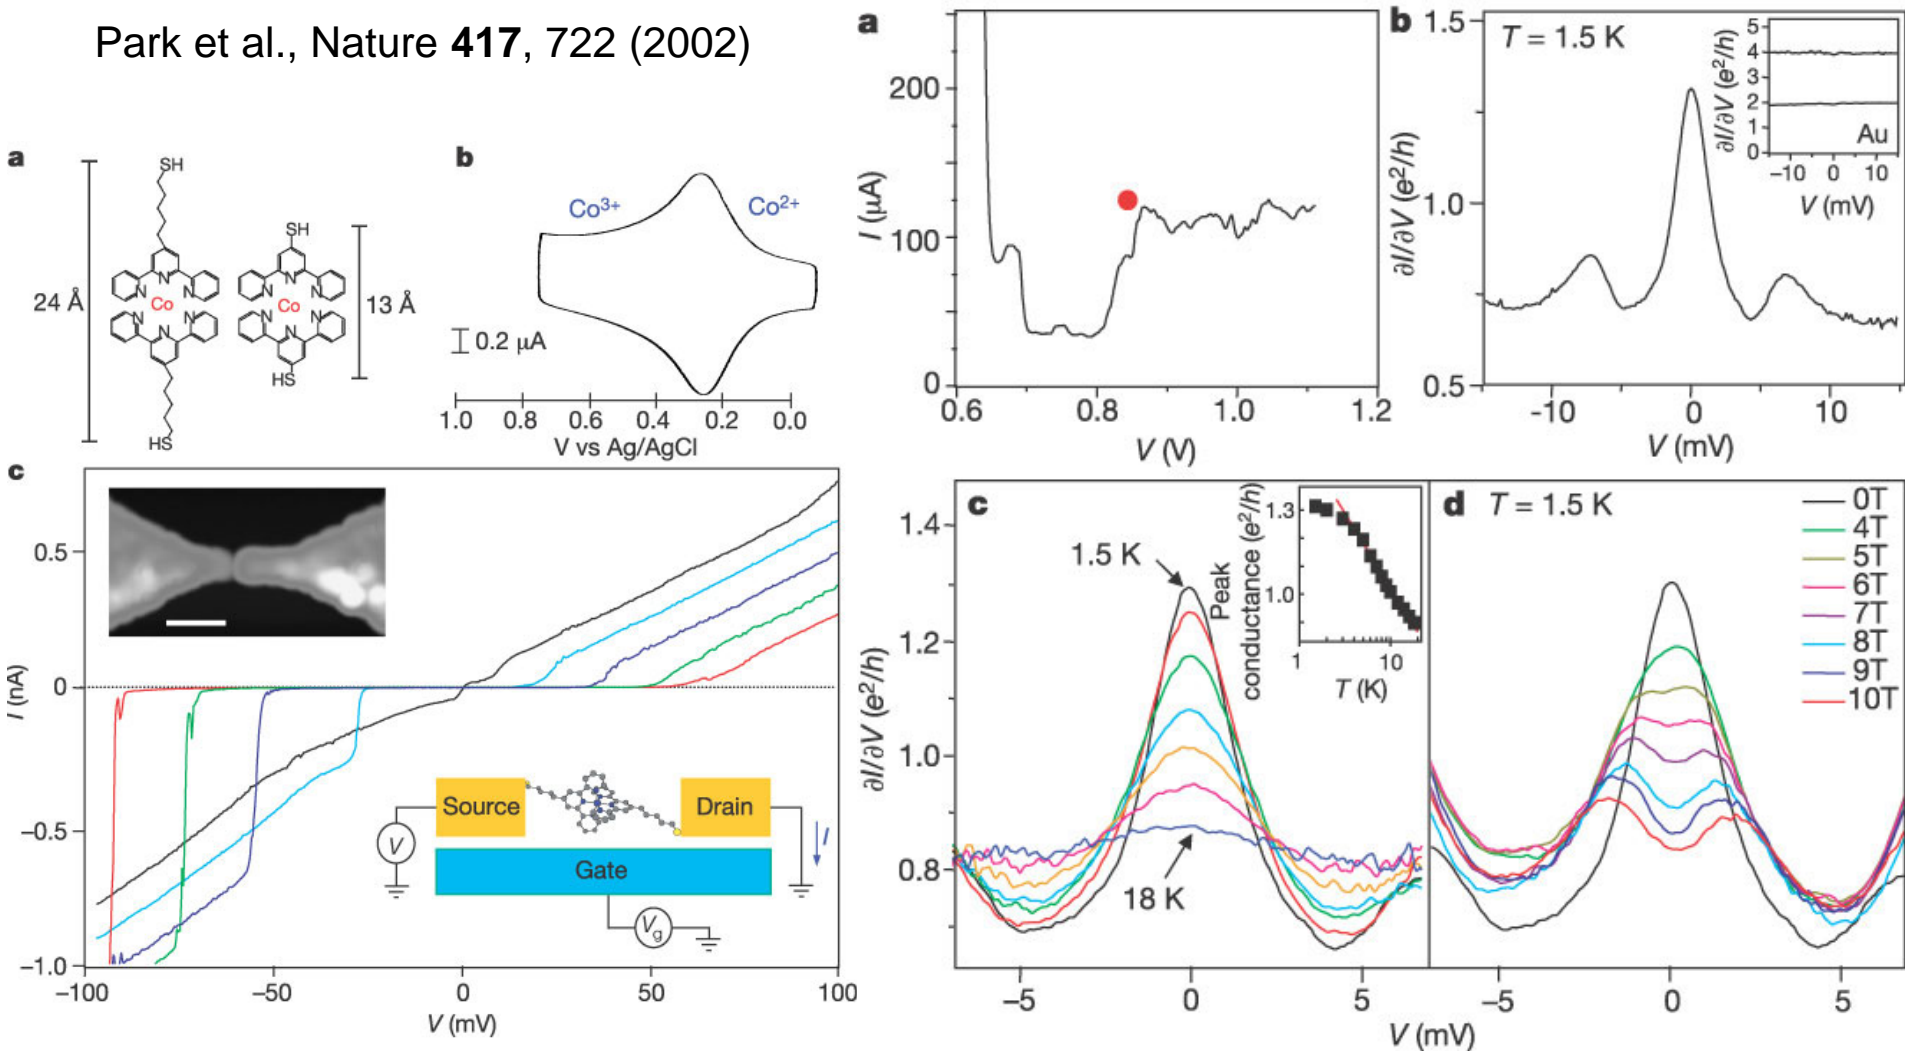 Park et al., Nature 417, 722 (2002)
a
24 Å
SH
N
N N
Co
N N
N
HS
SH
N
N N
Co
N N
N
HS
13 Å
b
Co3+
Co2+
0.2 μA
1.0 0.8 0.6 0.4 0.2 0.0
V vs Ag/AgCl
c
I (nA)
0.5
0
−0.5
−1.0
−100 −50 0 50 100
V (mV)
Source
Drain
Gate
V
Vg
I
a
I (μA)
200
100
0
0.6 0.8 1.0 1.2
V (V)
b
T = 1.5 K
∂I/∂V (e2/h)
1.5
1.0
0.5
-10 0 10
V (mV)
∂I/∂V (e2/h)
5
4
3
2
1
0
Au
−10 0 10
V (mV)
c
∂I/∂V (e2/h)
1.4
1.2
1.0
0.8
1.5 K
18 K
−5 0 5
Peak
conductance (e2/h)
1.3
1.0
1 10
T (K)
d
T = 1.5 K
0T
4T
5T
6T
7T
8T
9T
10T
−5 0 5
V (mV)